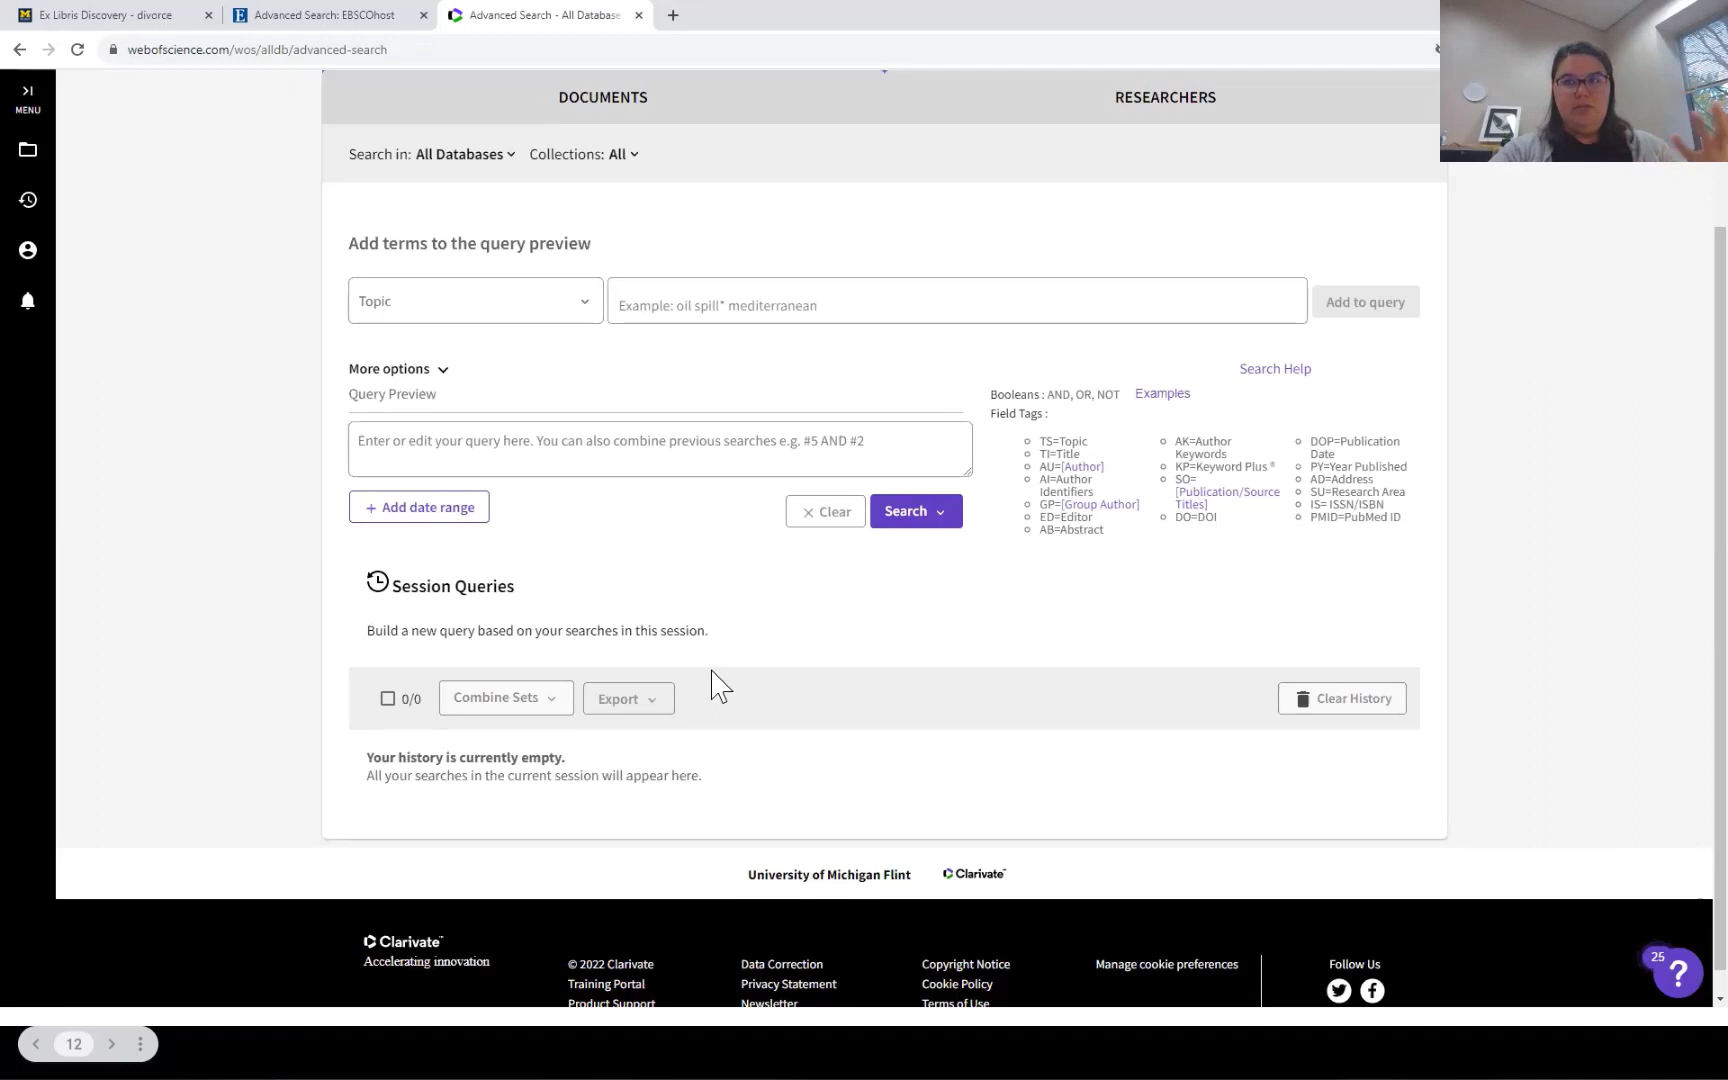 Ex Libris Discovery - divorce
Advanced Search: EBSCOhost
Advanced Search - All Database
webofscience.com/wos/alldb/advanced-search
MENU
DOCUMENTS
RESEARCHERS
Search in: All Databases
Collections: All
Add terms to the query preview
Topic
Example: oil spill* mediterranean
Add to query
More options
Search Help
Query Preview
Booleans : AND, OR, NOT
Examples
Field Tags :
Enter or edit your query here. You can also combine previous searches e.g. #5 AND #2
TS=Topic
TI=Title
AU=[Author]
AI=Author
Identifiers
GP=[Group Author]
ED=Editor
AB=Abstract
AK=Author
Keywords
KP=Keyword Plus ®
SO=
[Publication/Source
Titles]
DO=DOI
DOP=Publication
Date
PY=Year Published
AD=Address
SU=Research Area
IS= ISSN/ISBN
PMID=PubMed ID
+ Add date range
× Clear
Search
Session Queries
Build a new query based on your searches in this session.
0/0
Combine Sets
Export
Clear History
Your history is currently empty.
All your searches in the current session will appear here.
University of Michigan Flint
Clarivate™
Clarivate™
Accelerating innovation
© 2022 Clarivate
Training Portal
Product Support
Data Correction
Privacy Statement
Newsletter
Copyright Notice
Cookie Policy
Terms of Use
Manage cookie preferences
Follow Us
25
?
12